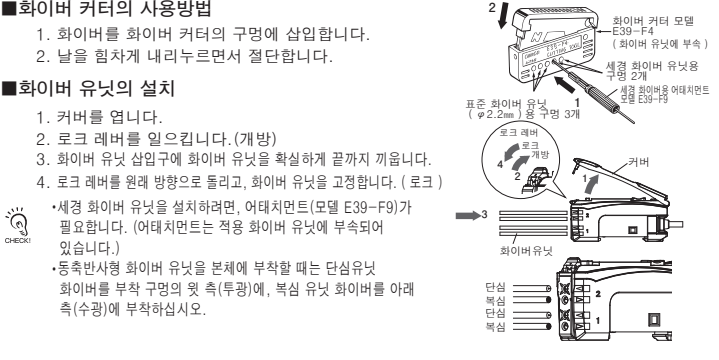 ■화이버 커터의 사용방법
1. 화이버를 화이버 커터의 구멍에 삽입합니다.
2. 날을 힘차게 내리누르면서 절단합니다.
■화이버 유닛의 설치
1. 커버를 엽니다.
2. 로크 레버를 일으킵니다.(개방)
3. 화이버 유닛 삽입구에 화이버 유닛을 확실하게 끝까지 끼웁니다.
4. 로크 레버를 원래 방향으로 돌리고, 화이버 유닛을 고정합니다. ( 로크 )
CHECK!
•세경 화이버 유닛을 설치하려면, 어태치먼트(모델 E39-F9)가
필요합니다. (어태치먼트는 적용 화이버 유닛에 부속되어
있습니다.)
•동축반사형 화이버 유닛을 본체에 부착할 때는 단심유닛
화이버를 부착 구멍의 윗 측(투광)에, 복심 유닛 화이버를 아래
측(수광)에 부착하십시오.
2
화이버 커터 모델
E39-F4
( 화이버 유닛에 부속 )
E39-F4
CUTTING TOOL
세경 화이버 유닛용
구멍 2개
세경 화이버용 어태치먼트
모델 E39-F9
1
표준 화이버 유닛
( φ2.2㎜ ) 용 구멍 3개
로크 레버
로크
개방
4
2
커버
1
3
화이버유닛
2
1
단심
복심
단심
복심
2
1